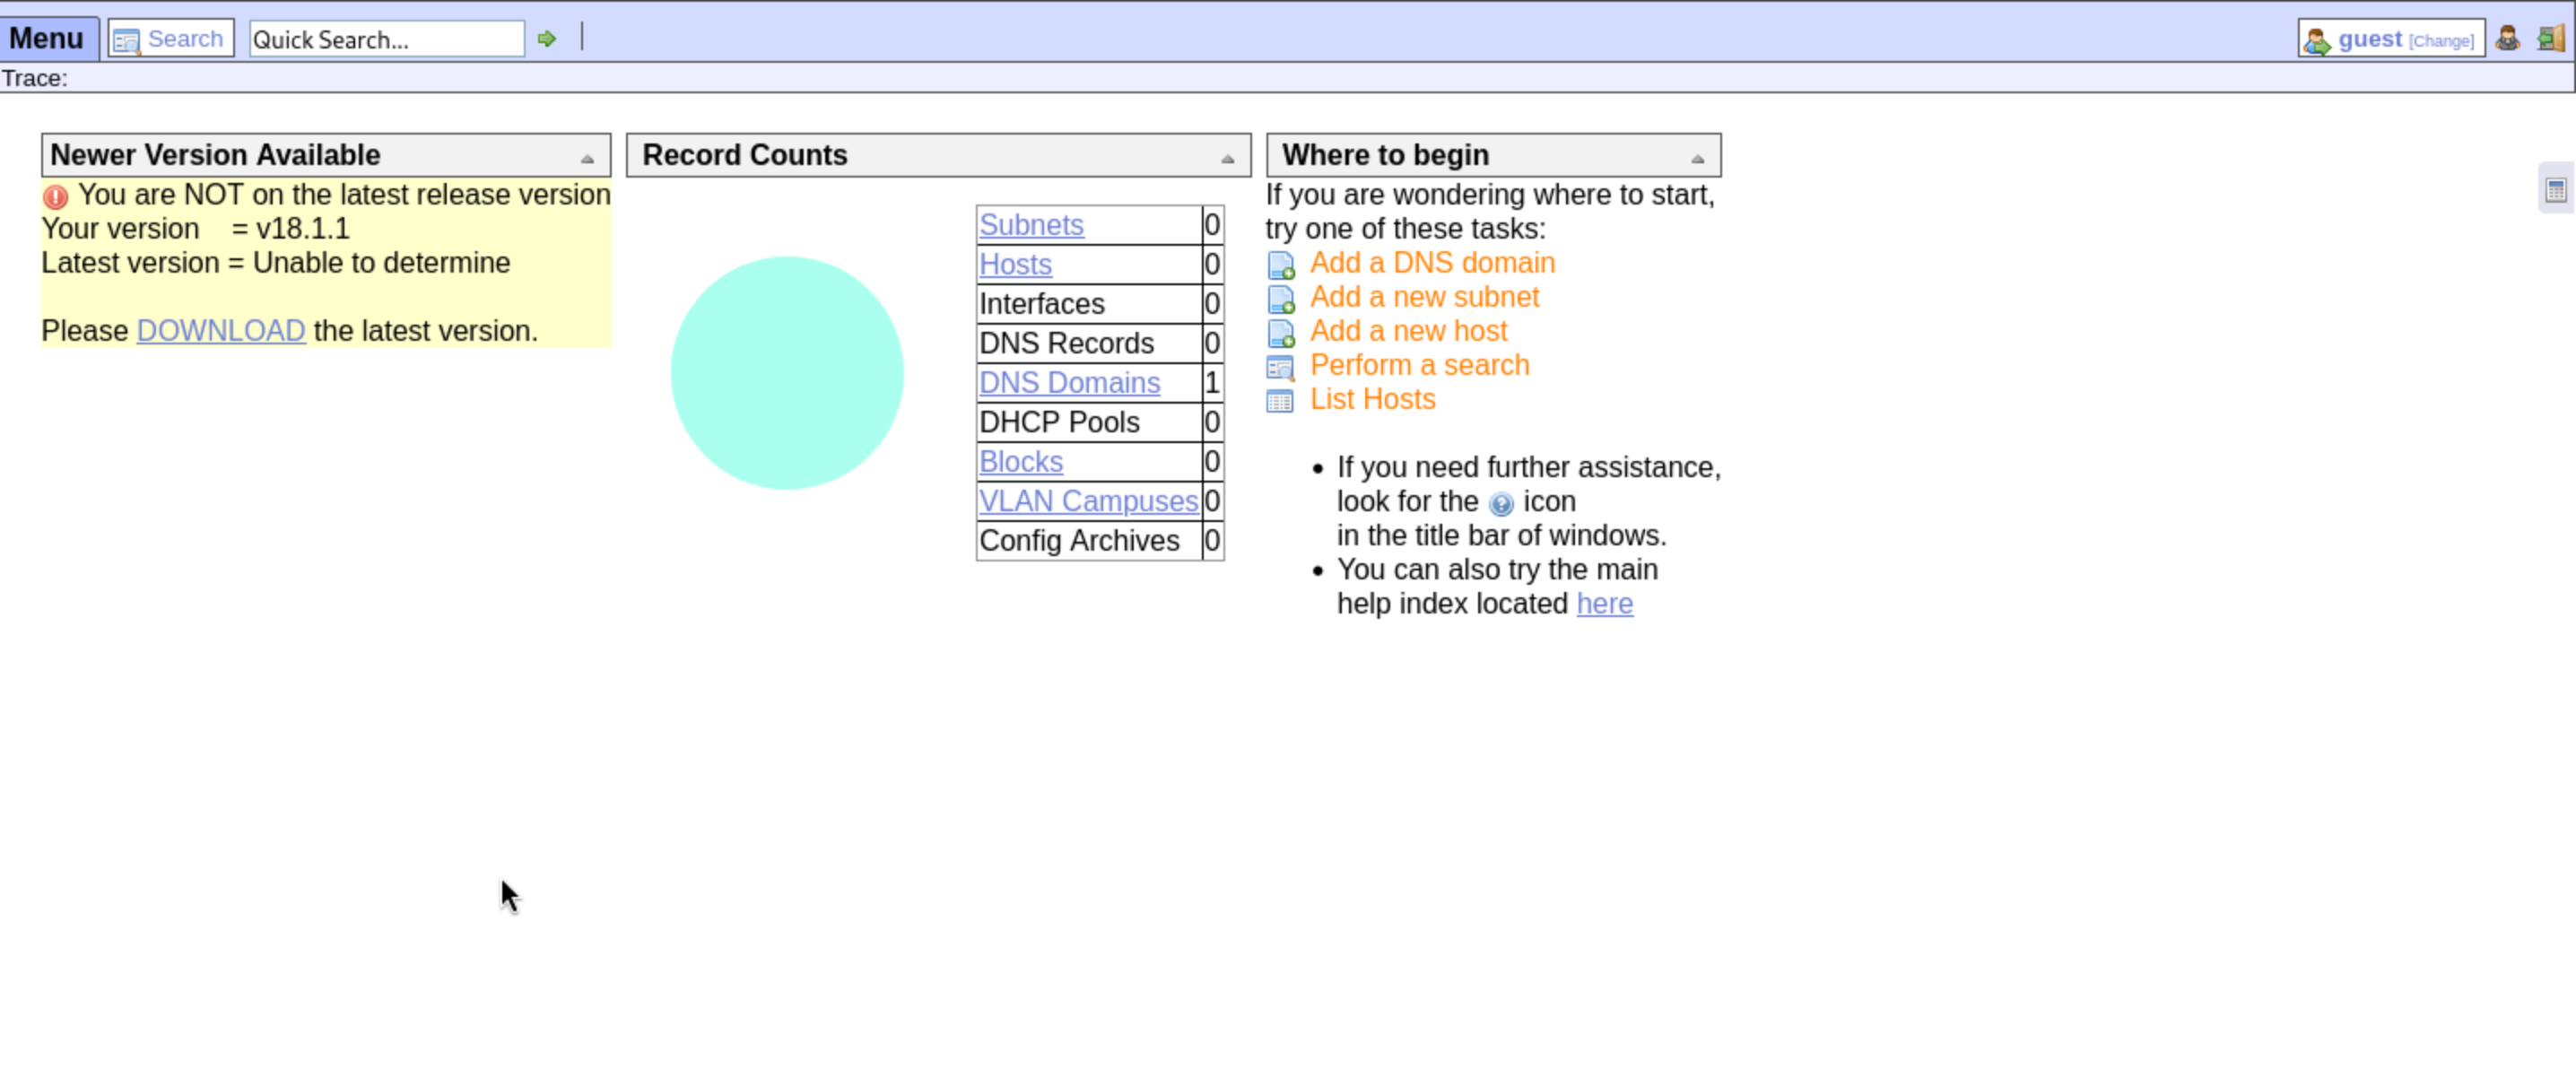 Menu Search Quick Search... guest [Change]
Trace:
Newer Version Available
You are NOT on the latest release version
Your version = v18.1.1
Latest version = Unable to determine
Please DOWNLOAD the latest version.
Record Counts
Subnets 0
Hosts 0
Interfaces 0
DNS Records 0
DNS Domains 1
DHCP Pools 0
Blocks 0
VLAN Campuses 0
Config Archives 0
Where to begin
If you are wondering where to start,
try one of these tasks:
Add a DNS domain
Add a new subnet
Add a new host
Perform a search
List Hosts
• If you need further assistance,
look for the ? icon
in the title bar of windows.
• You can also try the main
help index located here